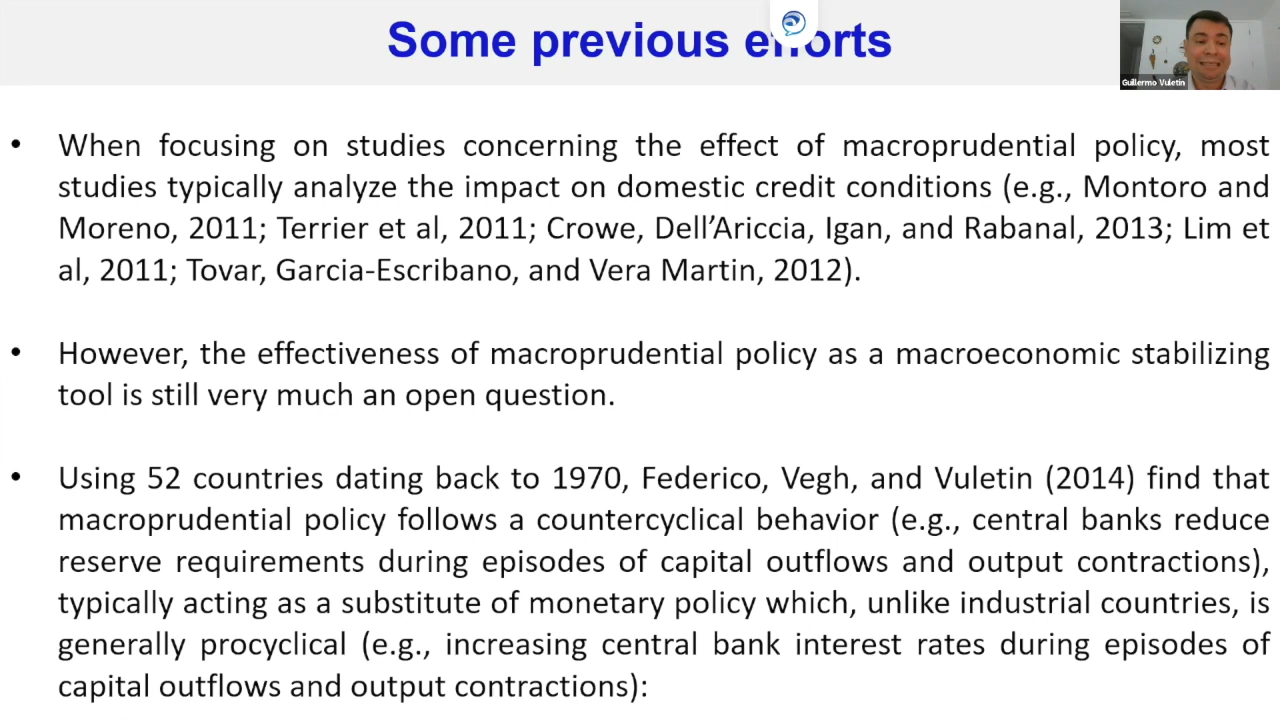 Some previous efforts
Guillermo Vuletin
• When focusing on studies concerning the effect of macroprudential policy, most
studies typically analyze the impact on domestic credit conditions (e.g., Montoro and
Moreno, 2011; Terrier et al, 2011; Crowe, Dell’Ariccia, Igan, and Rabanal, 2013; Lim et
al, 2011; Tovar, Garcia-Escribano, and Vera Martin, 2012).
• However, the effectiveness of macroprudential policy as a macroeconomic stabilizing
tool is still very much an open question.
• Using 52 countries dating back to 1970, Federico, Vegh, and Vuletin (2014) find that
macroprudential policy follows a countercyclical behavior (e.g., central banks reduce
reserve requirements during episodes of capital outflows and output contractions),
typically acting as a substitute of monetary policy which, unlike industrial countries, is
generally procyclical (e.g., increasing central bank interest rates during episodes of
capital outflows and output contractions):